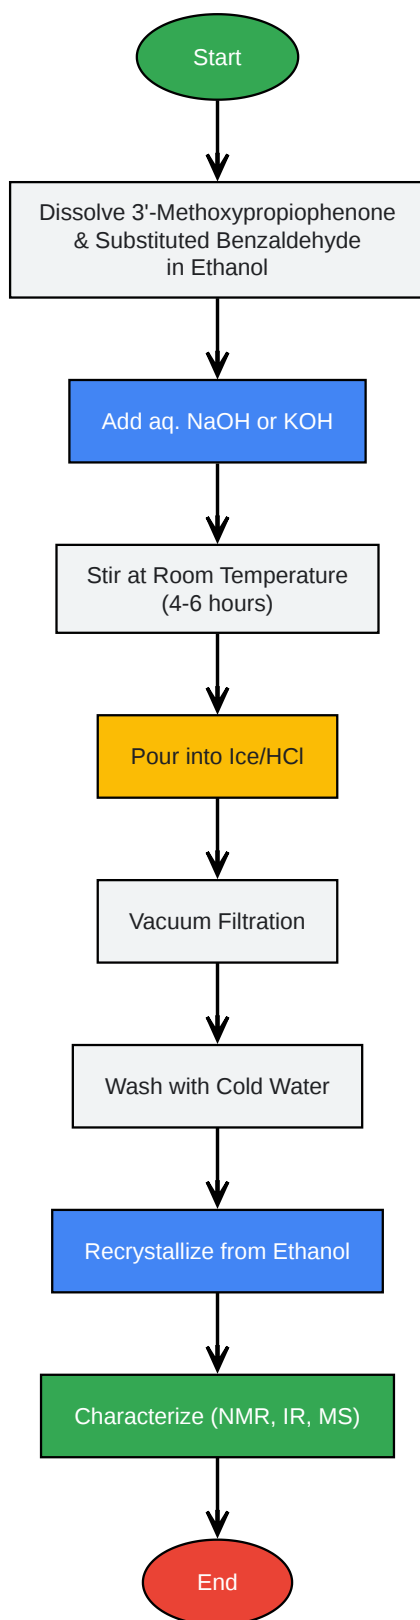 Start
Dissolve 3'-Methoxypropiophenone
& Substituted Benzaldehyde
in Ethanol
Add aq. NaOH or KOH
Stir at Room Temperature
(4-6 hours)
Pour into Ice/HCl
Vacuum Filtration
Wash with Cold Water
Recrystallize from Ethanol
Characterize (NMR, IR, MS)
End